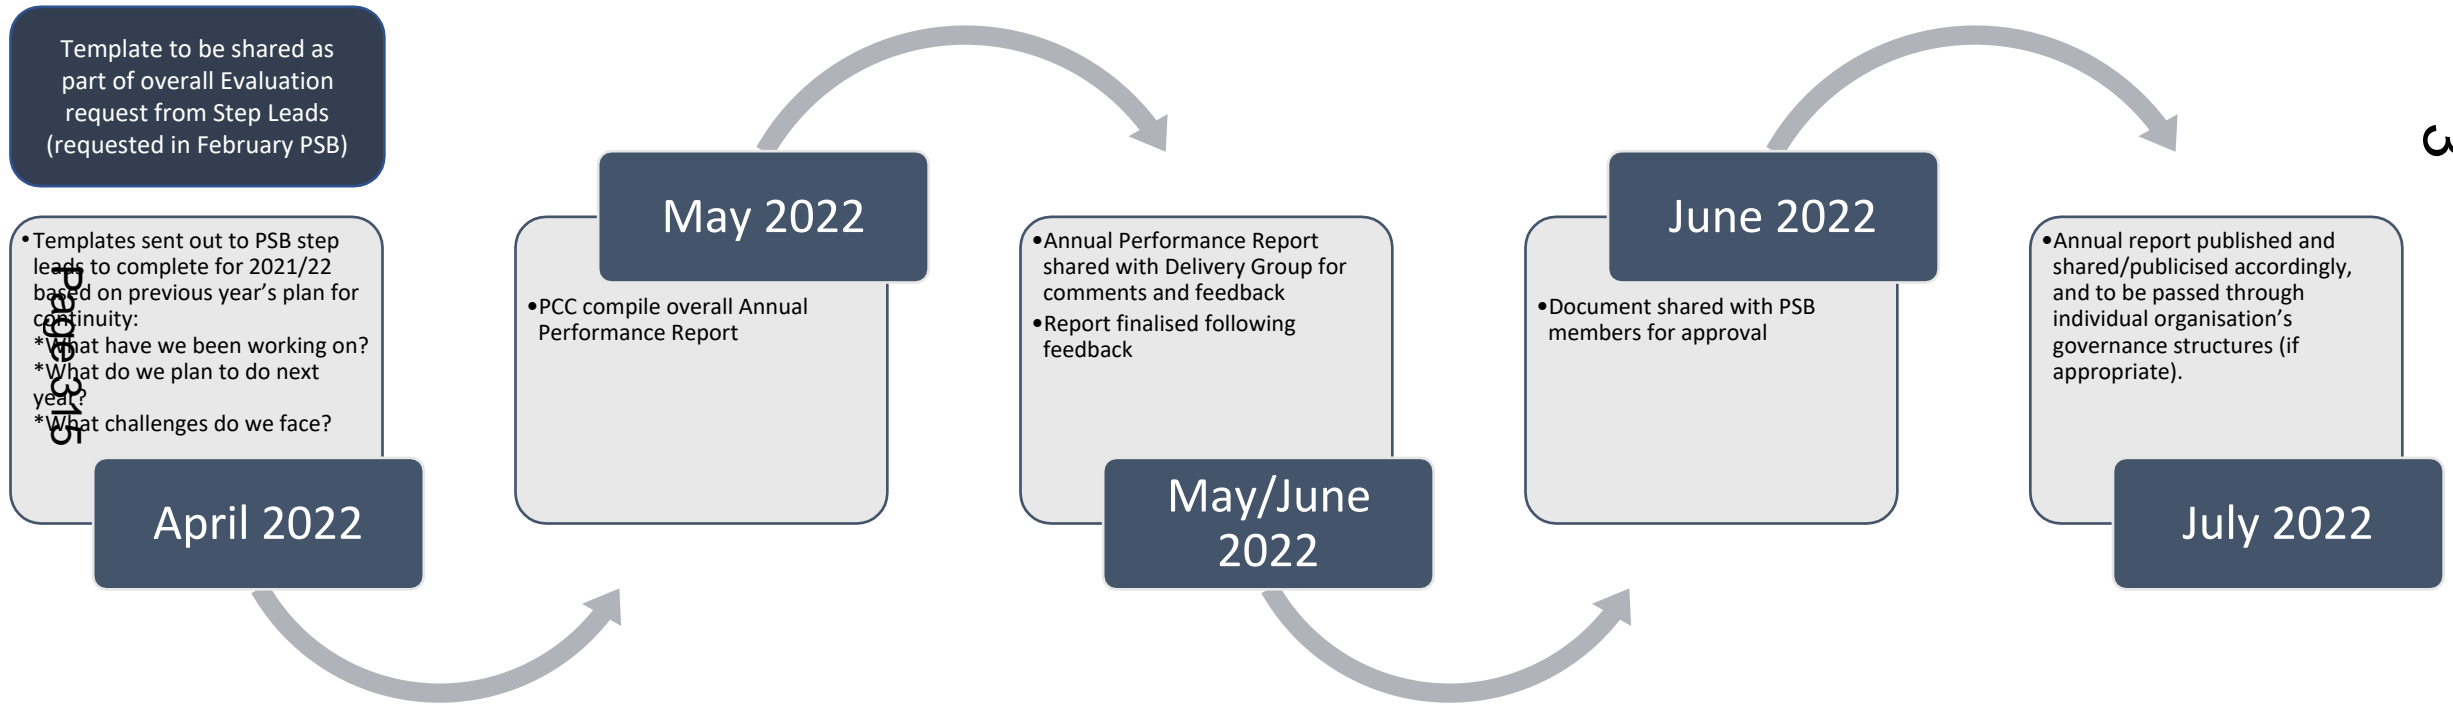 Template to be shared as
part of overall Evaluation
request from Step Leads
(requested in February PSB)
•Templates sent out to PSB step
leads to complete for 2021/22
based on previous year’s plan for
continuity:
*What have we been working on?
*What do we plan to do next
year?
*What challenges do we face?
April 2022
May 2022
•PCC compile overall Annual
Performance Report
•Annual Performance Report
shared with Delivery Group for
comments and feedback
•Report finalised following
feedback
May/June
2022
June 2022
•Document shared with PSB
members for approval
•Annual report published and
shared/publicised accordingly,
and to be passed through
individual organisation’s
governance structures (if
appropriate).
July 2022
Page 315
3